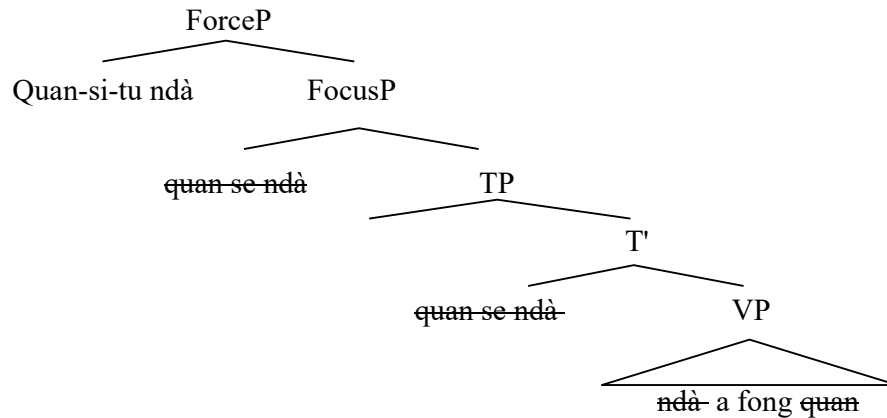 ForceP
Quan-si-tu ndà FocusP
quan se ndà TP
T'
quan se ndà VP
ndà a fong quan